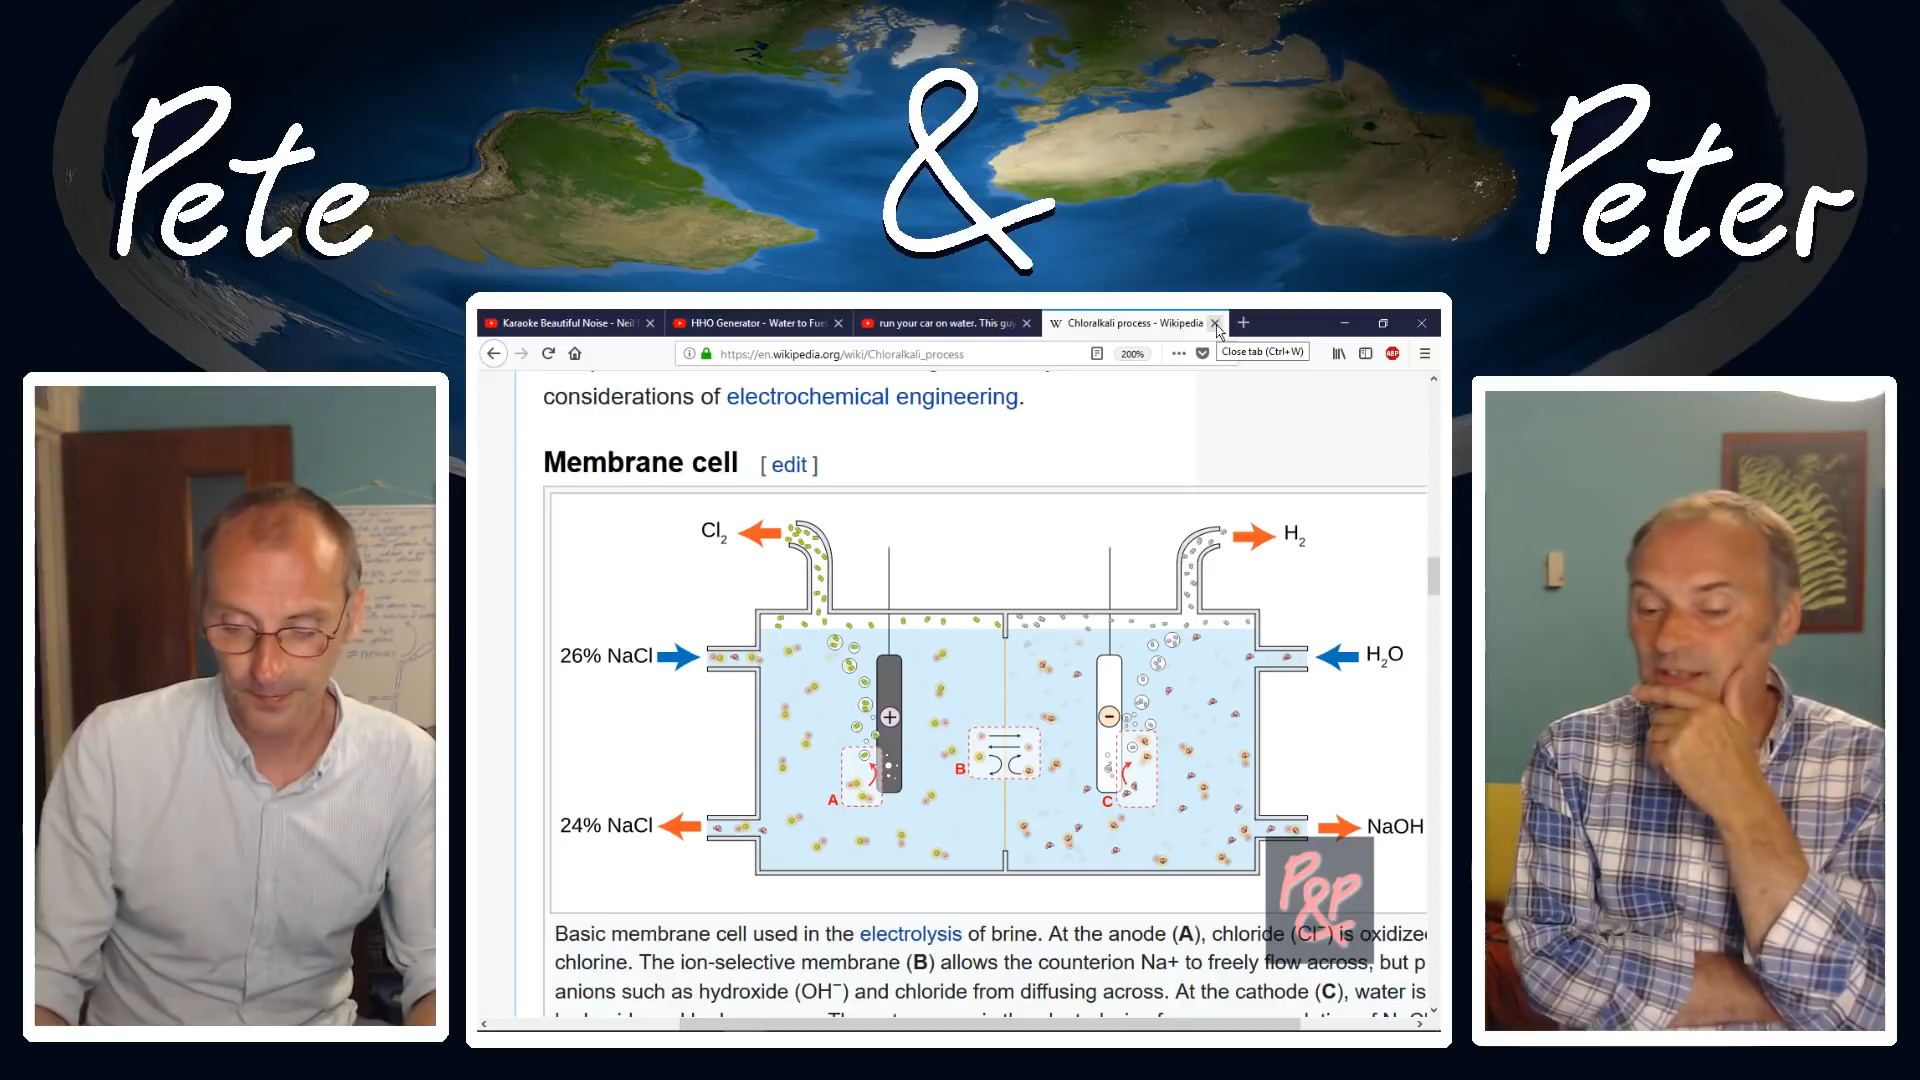 Pete & Peter
Karaoke Beautiful Noise - Neil
HHO Generator - Water to Fue
run your car on water. This guy
W Chloralkali process - Wikipedia
https://en.wikipedia.org/wiki/Chloralkali_process
200%
Close tab (Ctrl+W)
ABP
considerations of electrochemical engineering.
Membrane cell [ edit ]
Cl2
H2
26% NaCl
H2O
+
−
A
B
C
24% NaCl
NaOH
P&P
Basic membrane cell used in the electrolysis of brine. At the anode (A), chloride (Cl−) is oxidized
chlorine. The ion-selective membrane (B) allows the counterion Na+ to freely flow across, but p
anions such as hydroxide (OH−) and chloride from diffusing across. At the cathode (C), water is